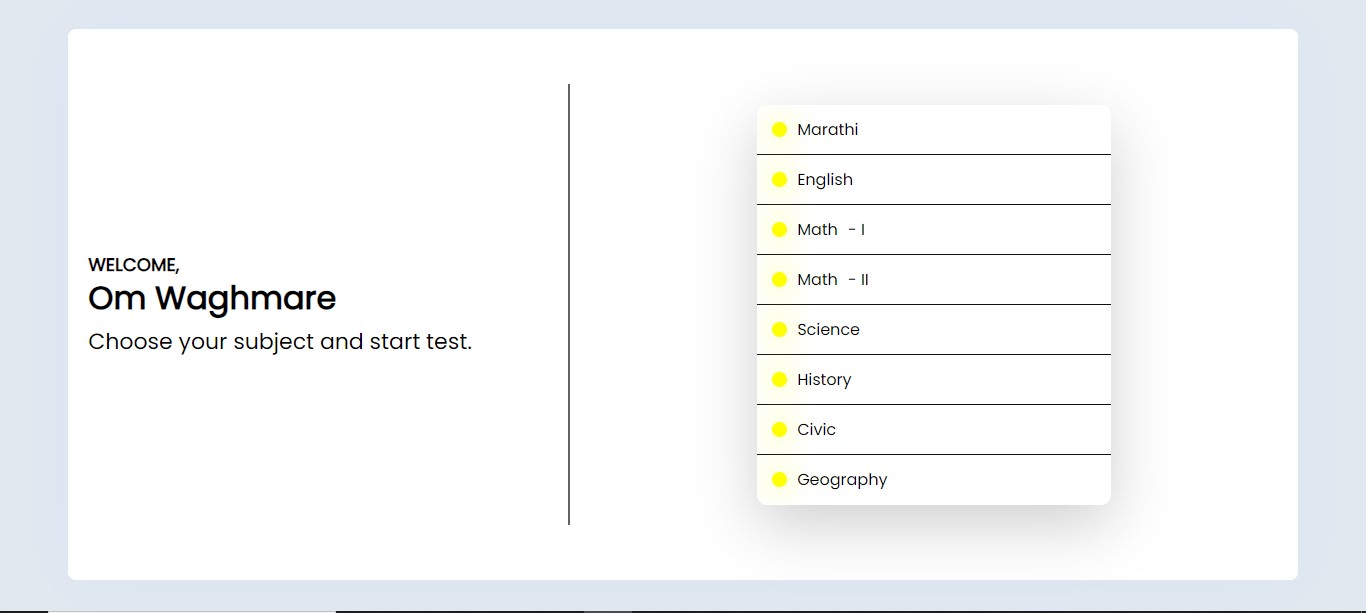 WELCOME,
Om Waghmare
Choose your subject and start test.
Marathi
English
Math - I
Math - II
Science
History
Civic
Geography